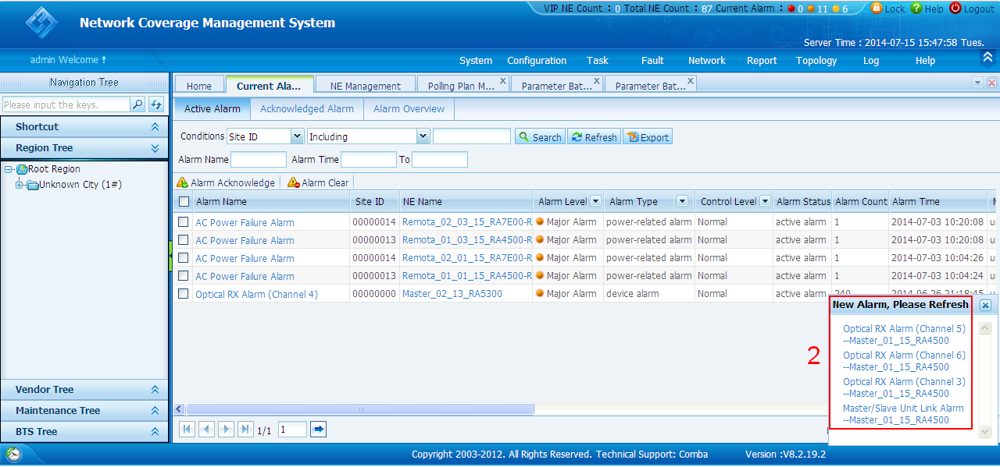 VIP NE Count : 0 Total NE Count : 87 Current Alarm : 0 11 6 Lock Help Logout
Network Coverage Management System
Server Time : 2014-07-15 15:47:58 Tues.
admin Welcome ! System Configuration Task Fault Network Report Topology Log Help
Navigation Tree Home Current Ala... NE Management Polling Plan M... Parameter Bat... Parameter Bat...
Please input the keys. Active Alarm Acknowledged Alarm Alarm Overview
Shortcut
Conditions Site ID Including Search Refresh Export
Region Tree
Alarm Name Alarm Time To
Root Region
Unknown City (1#)
Alarm Acknowledge Alarm Clear
Alarm Name Site ID NE Name Alarm Level Alarm Type Control Level Alarm Status Alarm Count Alarm Time
AC Power Failure Alarm 00000014 Remota_02_03_15_RA7E00-R Major Alarm power-related alarm Normal active alarm 1 2014-07-03 10:20:08 u
AC Power Failure Alarm 00000013 Remota_01_03_15_RA4500-R Major Alarm power-related alarm Normal active alarm 1 2014-07-03 10:20:08 u
AC Power Failure Alarm 00000014 Remota_02_01_15_RA7E00-R Major Alarm power-related alarm Normal active alarm 1 2014-07-03 10:04:26 u
AC Power Failure Alarm 00000013 Remota_01_01_15_RA4500-R Major Alarm power-related alarm Normal active alarm 1 2014-07-03 10:04:24 u
Optical RX Alarm (Channel 4) 00000000 Master_02_13_RA5300 Major Alarm device alarm Normal active alarm 240 2014-06-26 21:18:45 u
New Alarm, Please Refresh
Optical RX Alarm (Channel 5)
--Master_01_15_RA4500
2
Optical RX Alarm (Channel 6)
--Master_01_15_RA4500
Optical RX Alarm (Channel 3)
--Master_01_15_RA4500
Master/Slave Unit Link Alarm
--Master_01_15_RA4500
Vendor Tree
Maintenance Tree
BTS Tree
1/1 1
Copyright 2003-2012. All Rights Reserved. Technical Support: Comba Version :V8.2.19.2